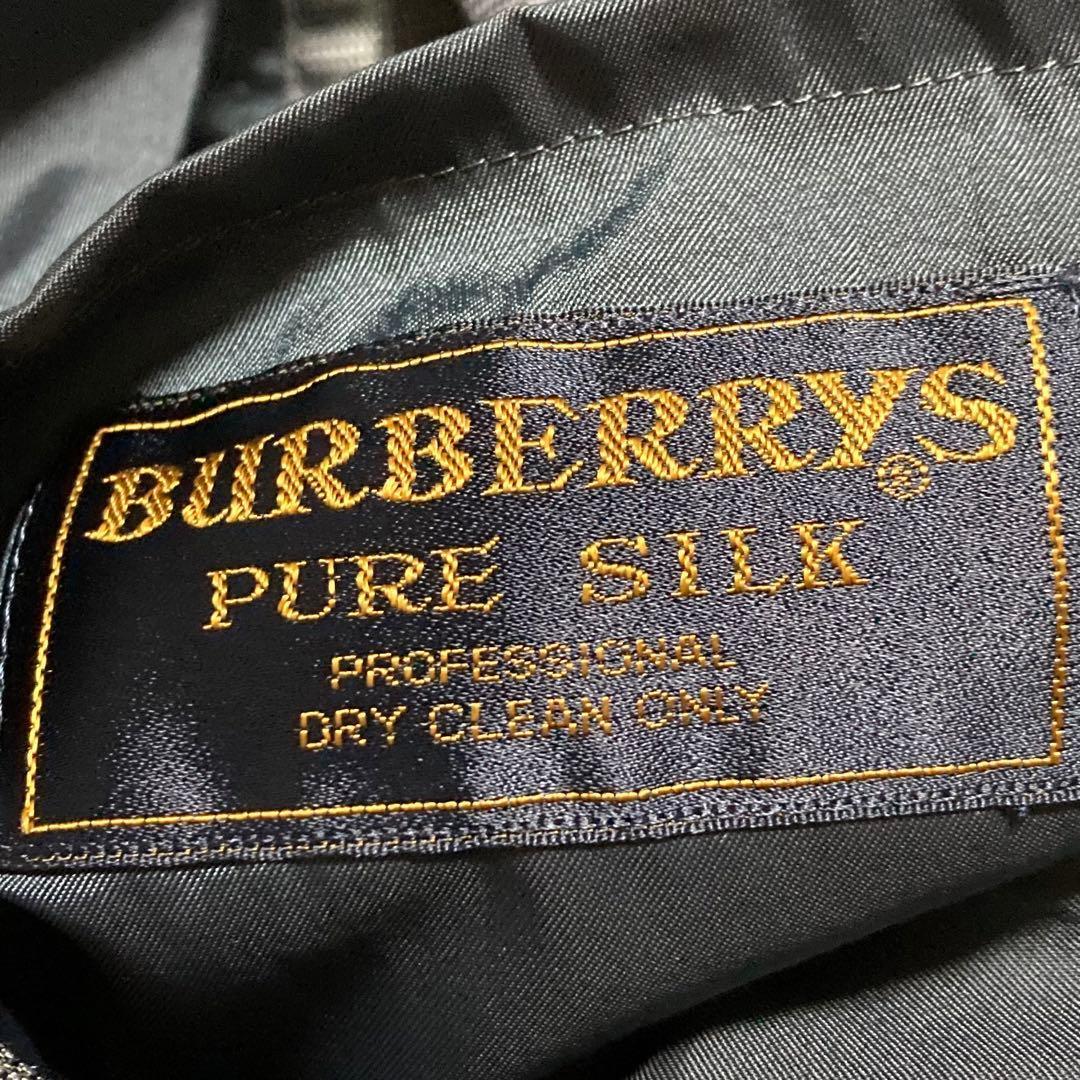 BURBERRYS®
PURE SILK
PROFESSIONAL
DRY CLEAN ONLY